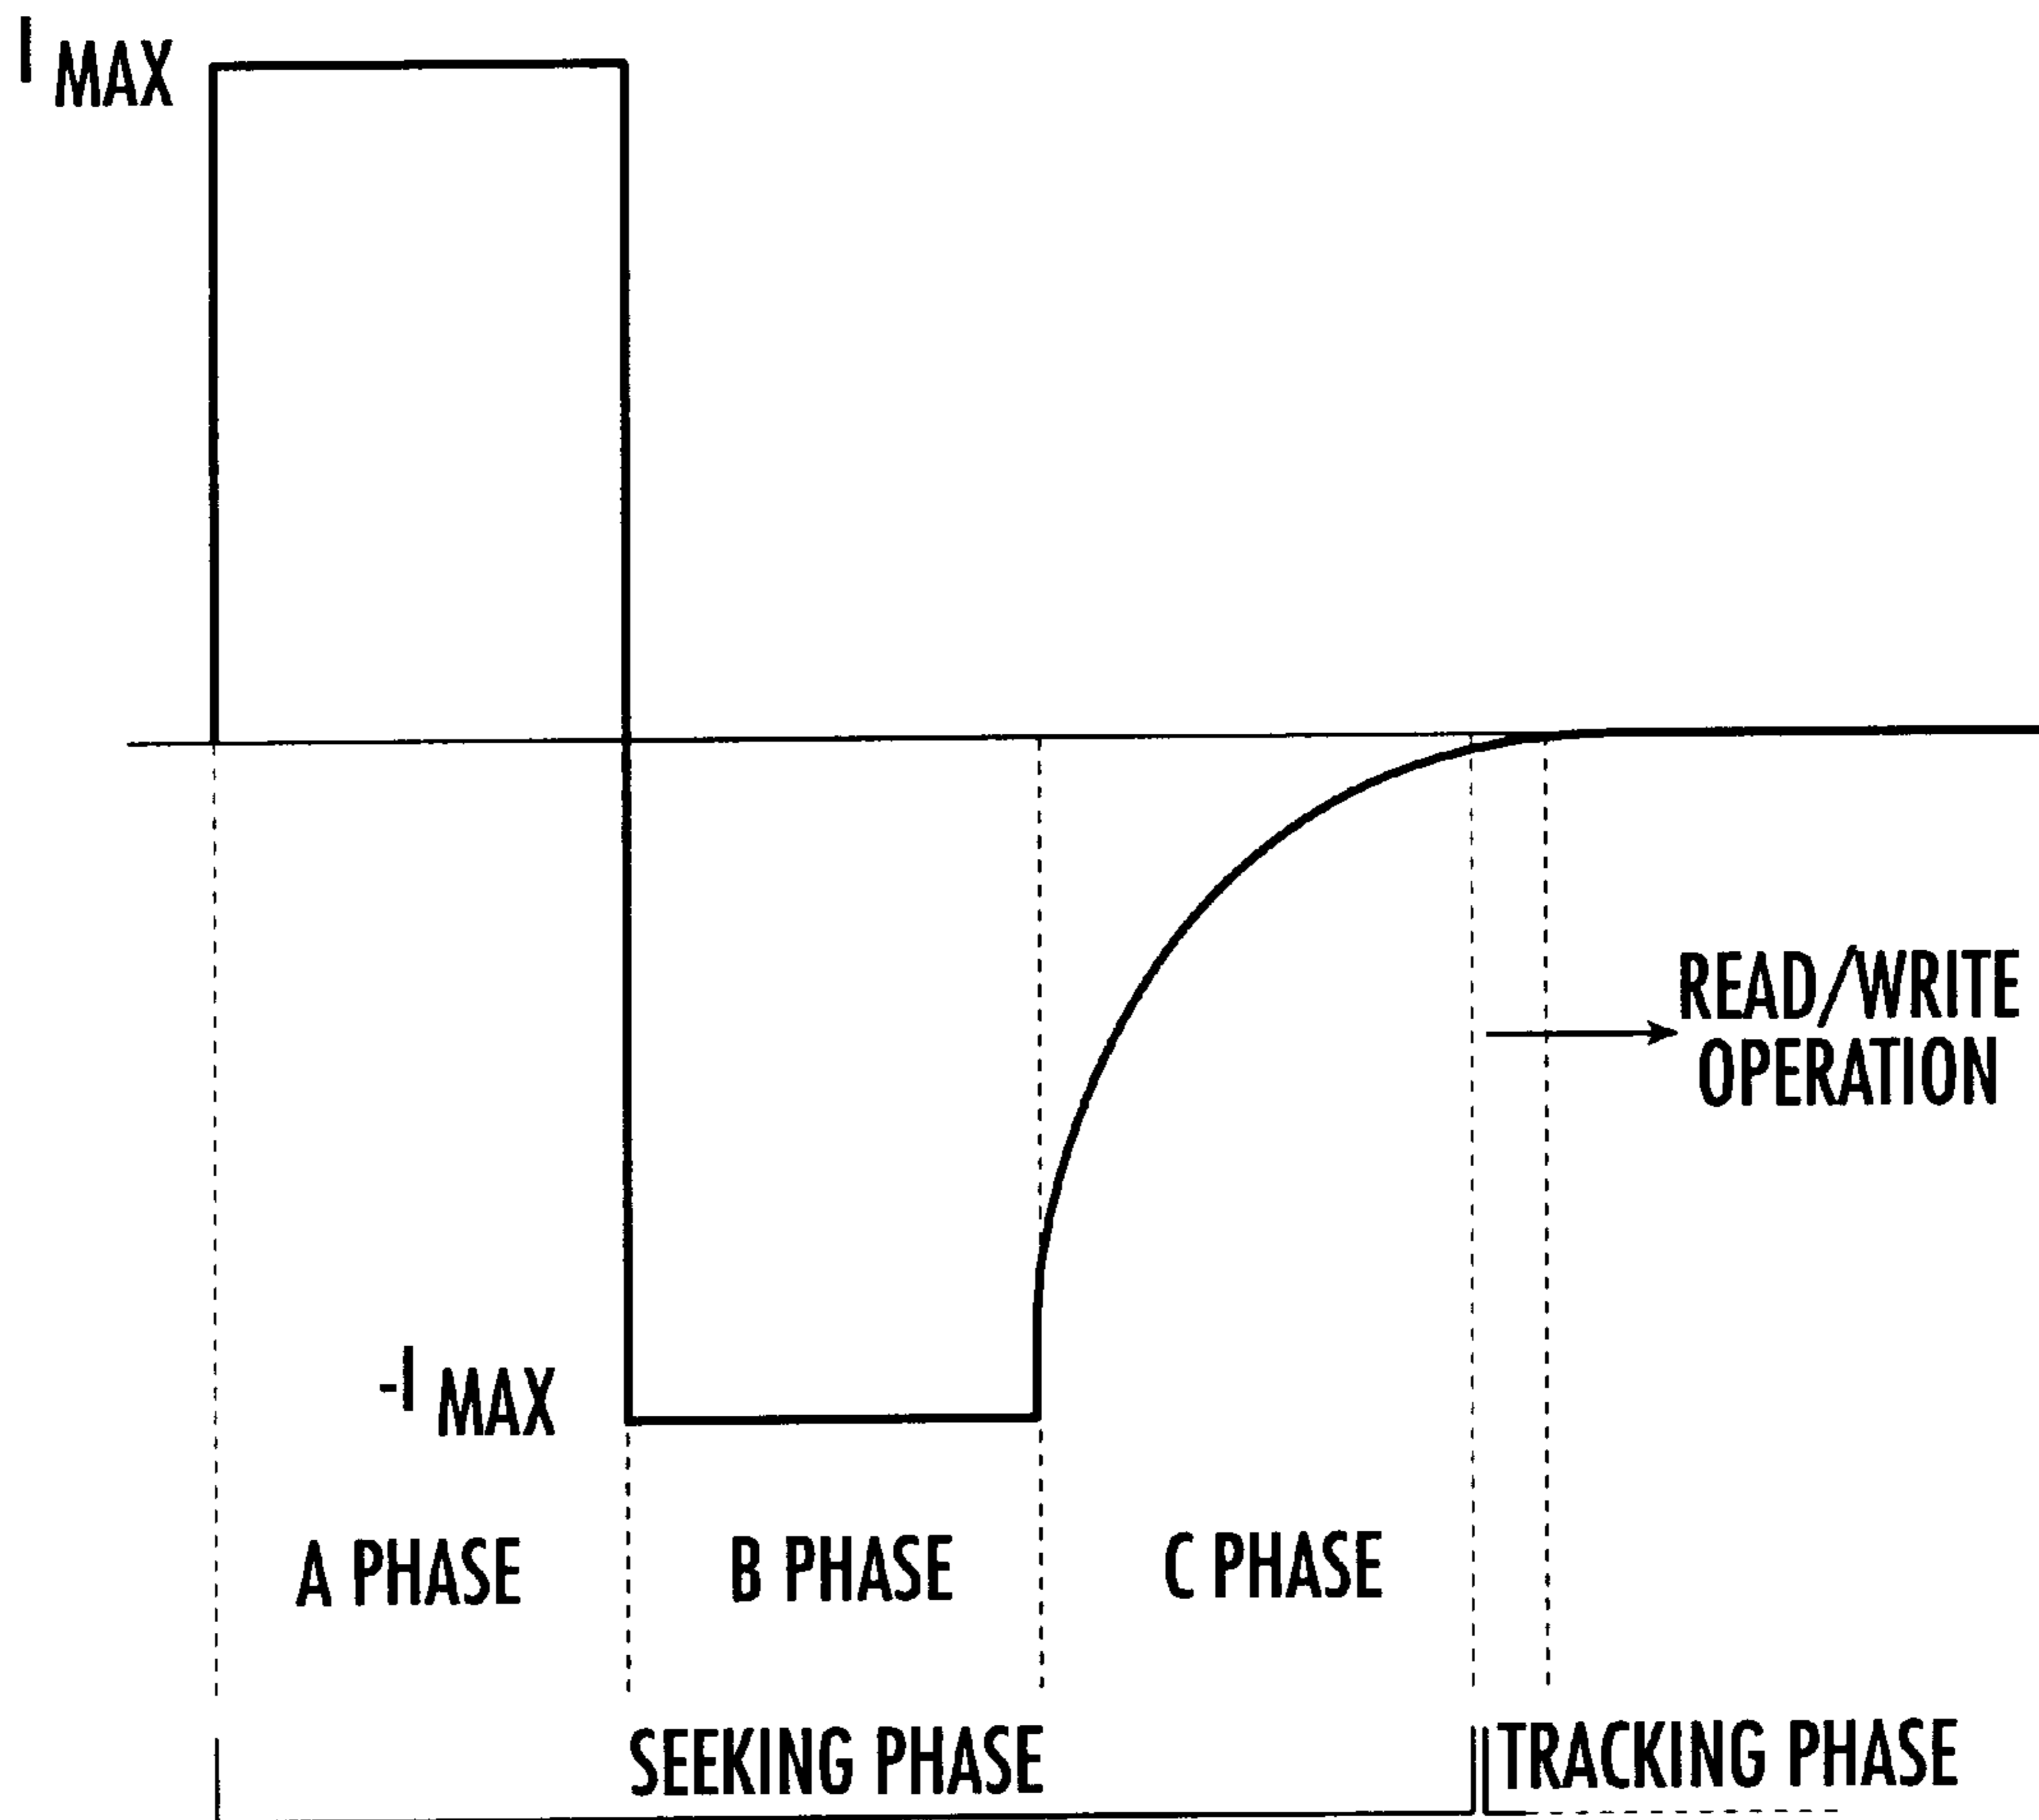 I MAX
READ/WRITE
OPERATION
-I MAX
A PHASE
B PHASE
C PHASE
SEEKING PHASE
TRACKING PHASE